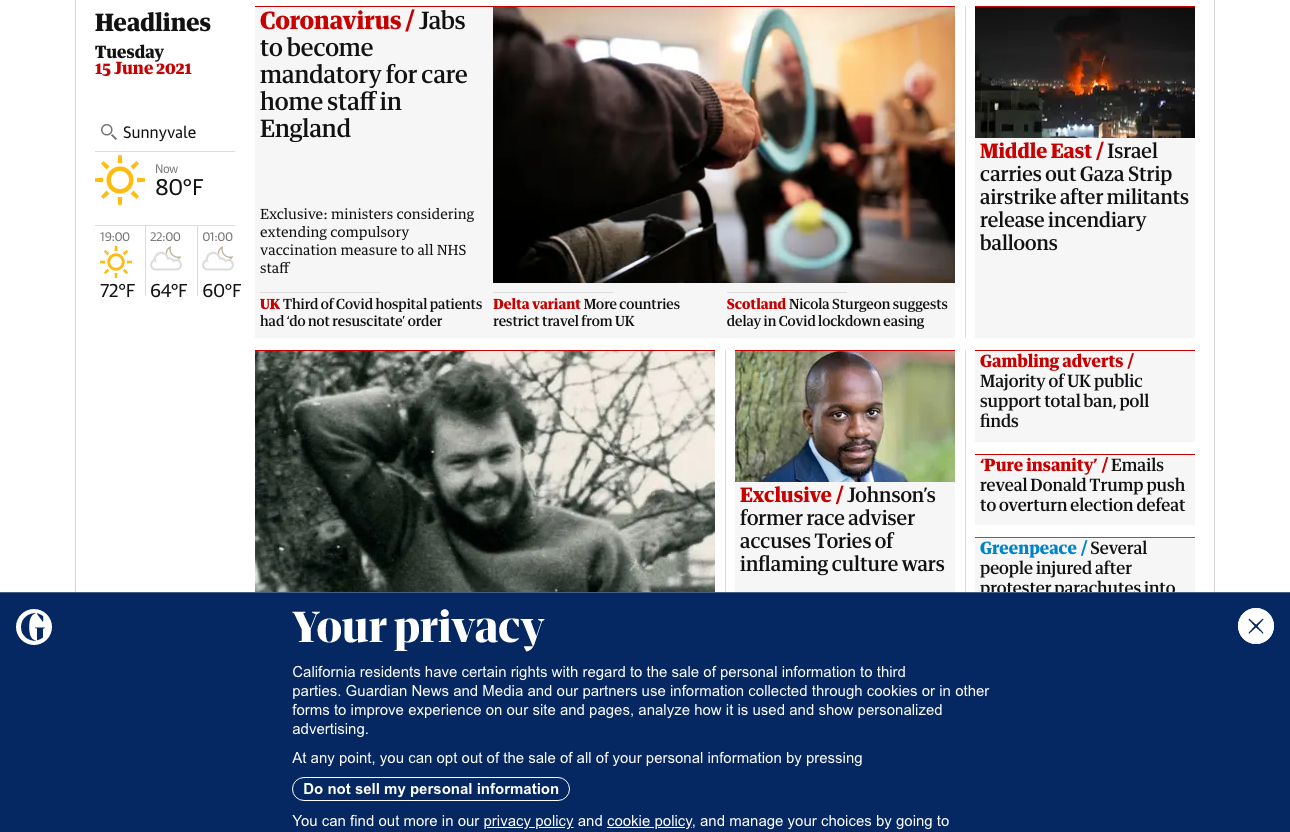 Headlines
Tuesday
15 June 2021
Sunnyvale
Now
80°F
19:00
22:00
01:00
72°F
64°F
60°F
Coronavirus / Jabs
to become
mandatory for care
home staff in
England
Exclusive: ministers considering
extending compulsory
vaccination measure to all NHS
staff
UK Third of Covid hospital patients
had ‘do not resuscitate’ order
Delta variant More countries
restrict travel from UK
Scotland Nicola Sturgeon suggests
delay in Covid lockdown easing
Middle East / Israel
carries out Gaza Strip
airstrike after militants
release incendiary
balloons
Exclusive / Johnson’s
former race adviser
accuses Tories of
inflaming culture wars
Gambling adverts /
Majority of UK public
support total ban, poll
finds
‘Pure insanity’ / Emails
reveal Donald Trump push
to overturn election defeat
Greenpeace / Several
people injured after
protester parachutes into
G
Your privacy
California residents have certain rights with regard to the sale of personal information to third
parties. Guardian News and Media and our partners use information collected through cookies or in other
forms to improve experience on our site and pages, analyze how it is used and show personalized
advertising.
At any point, you can opt out of the sale of all of your personal information by pressing
Do not sell my personal information
You can find out more in our privacy policy and cookie policy, and manage your choices by going to